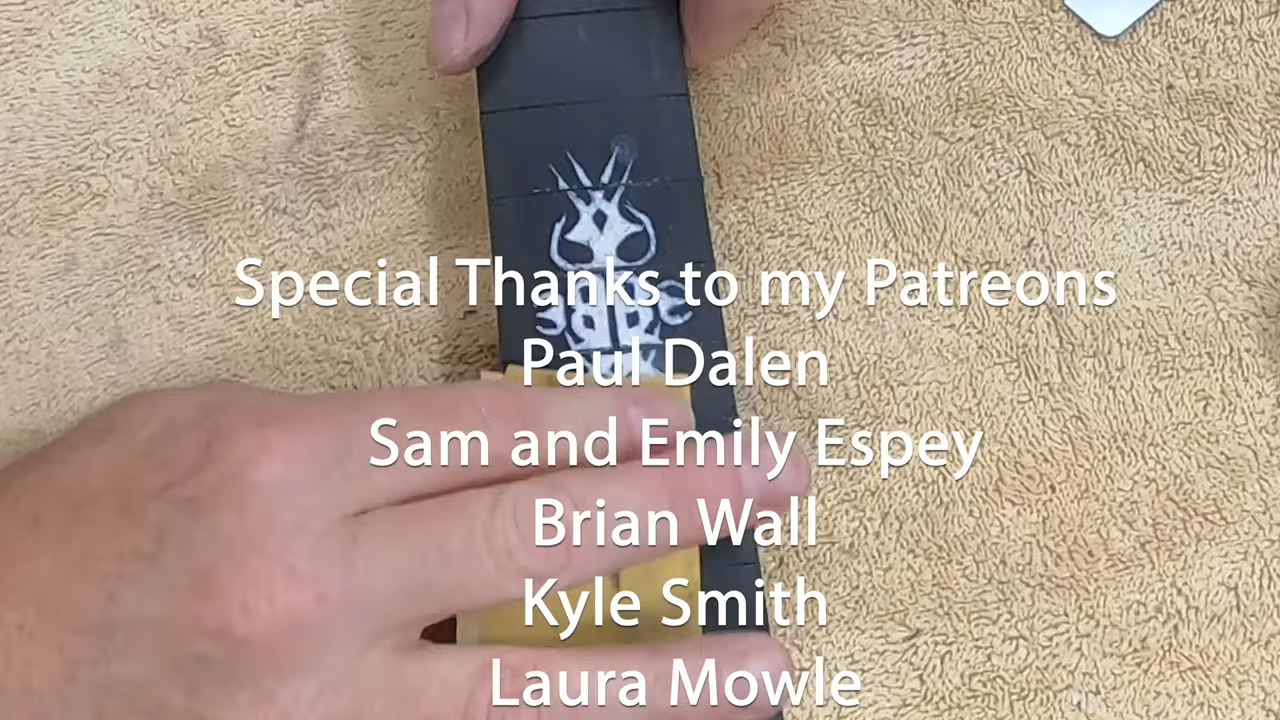 Special Thanks to my Patreons
Paul Dalen
Sam and Emily Espey
Brian Wall
Kyle Smith
Laura Mowle